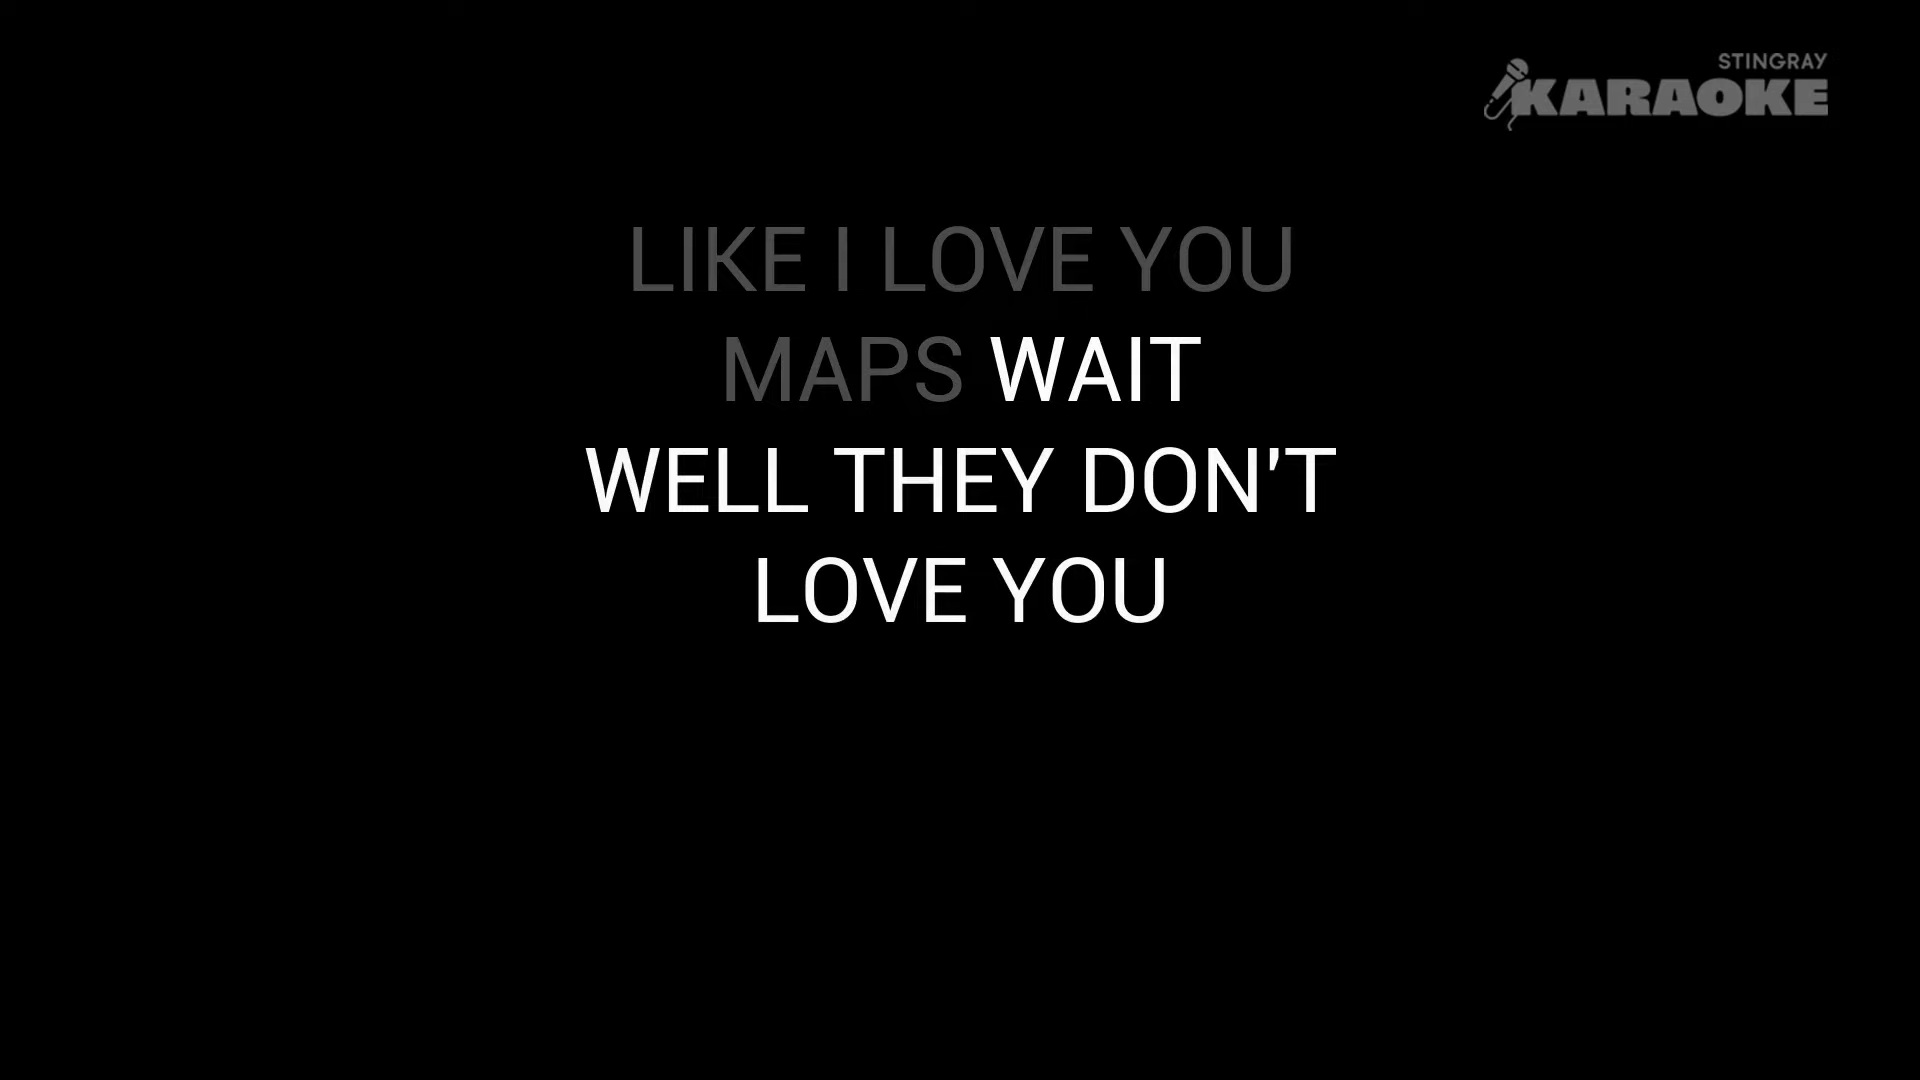 STINGRAY
KARAOKE
LIKE I LOVE YOU
MAPS WAIT
WELL THEY DON'T
LOVE YOU